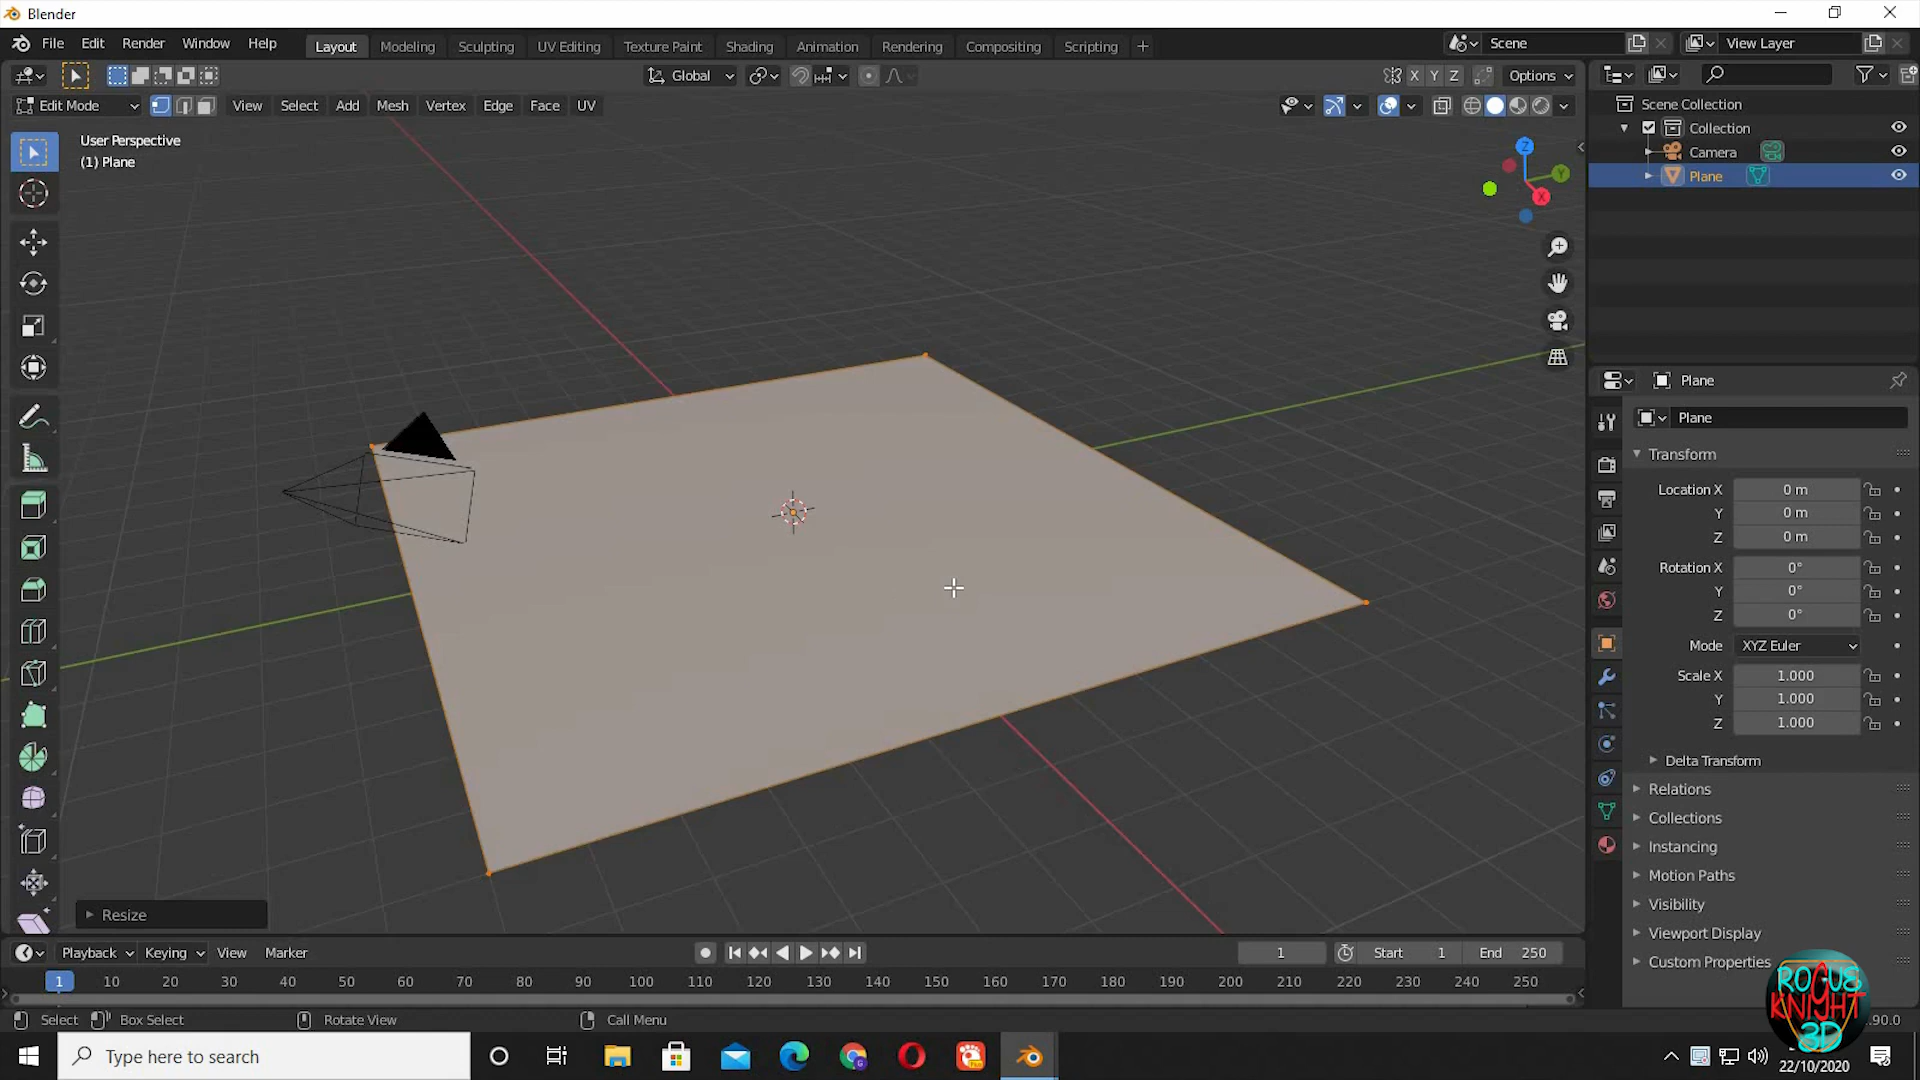 Blender
File Edit Render Window Help Layout Modeling Sculpting UV Editing Texture Paint Shading Animation Rendering Compositing Scripting + Scene View Layer
Global X Y Z Options
Edit Mode View Select Add Mesh Vertex Edge Face UV
User Perspective
(1) Plane
Z
Y
X
Scene Collection
Collection
Camera
Plane
Plane
Plane
Transform
Location X 0 m
Y 0 m
Z 0 m
Rotation X 0°
Y 0°
Z 0°
Mode XYZ Euler
Scale X 1.000
Y 1.000
Z 1.000
Delta Transform
Relations
Collections
Instancing
Motion Paths
Visibility
Viewport Display
Custom Properties
Resize
Playback Keying View Marker 1 Start 1 End 250
1 10 20 30 40 50 60 70 80 90 100 110 120 130 140 150 160 170 180 190 200 210 220 230 240 250
Select Box Select Rotate View Call Menu .90.0
ROGUE
KNIGHT
3D
Type here to search
22/10/2020